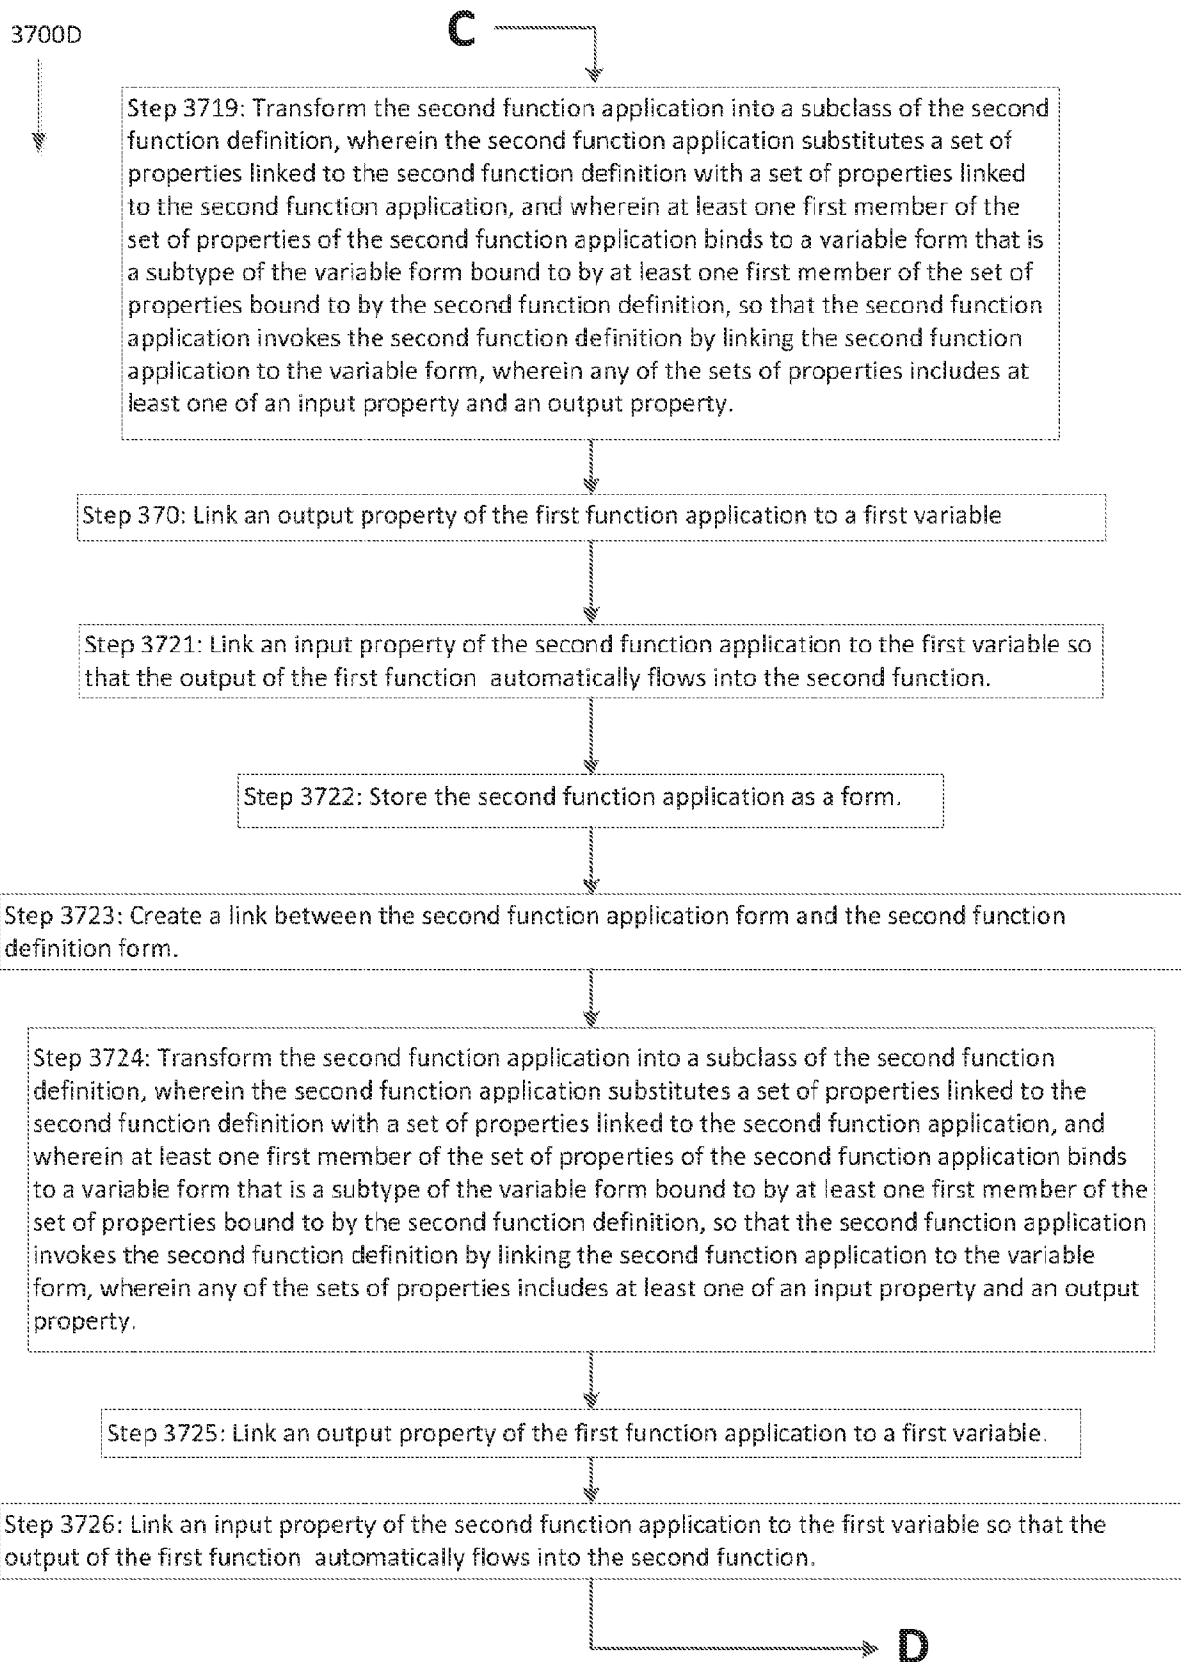 3700D
C
Step 3719: Transform the second function application into a subclass of the second
function definition, wherein the second function application substitutes a set of
properties linked to the second function definition with a set of properties linked
to the second function application, and wherein at least one first member of the
set of properties of the second function application binds to a variable form that is
a subtype of the variable form bound to by at least one first member of the set of
properties bound to by the second function definition, so that the second function
application invokes the second function definition by linking the second function
application to the variable form, wherein any of the sets of properties includes at
least one of an input property and an output property.
Step 370: Link an output property of the first function application to a first variable
Step 3721: Link an input property of the second function application to the first variable so
that the output of the first function automatically flows into the second function.
Step 3722: Store the second function application as a form.
Step 3723: Create a link between the second function application form and the second function
definition form.
Step 3724: Transform the second function application into a subclass of the second function
definition, wherein the second function application substitutes a set of properties linked to the
second function definition with a set of properties linked to the second function application, and
wherein at least one first member of the set of properties of the second function application binds
to a variable form that is a subtype of the variable form bound to by at least one first member of the
set of properties bound to by the second function definition, so that the second function application
invokes the second function definition by linking the second function application to the variable
form, wherein any of the sets of properties includes at least one of an input property and an output
property.
Step 3725: Link an output property of the first function application to a first variable.
Step 3726: Link an input property of the second function application to the first variable so that the
output of the first function automatically flows into the second function.
D